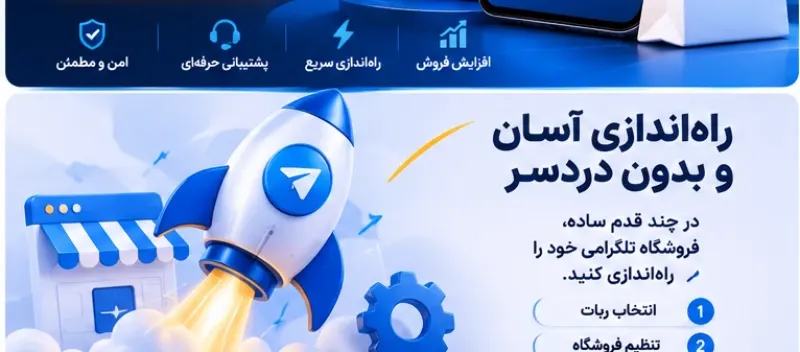 افزایش فروش
راه‌اندازی سریع
پشتیبانی حرفه‌ای
امن و مطمئن
راه‌اندازی آسان
و بدون دردسر
در چند قدم ساده،
فروشگاه تلگرامی خود را
راه‌اندازی کنید.
1 انتخاب ربات
2 تنظیم فروشگاه